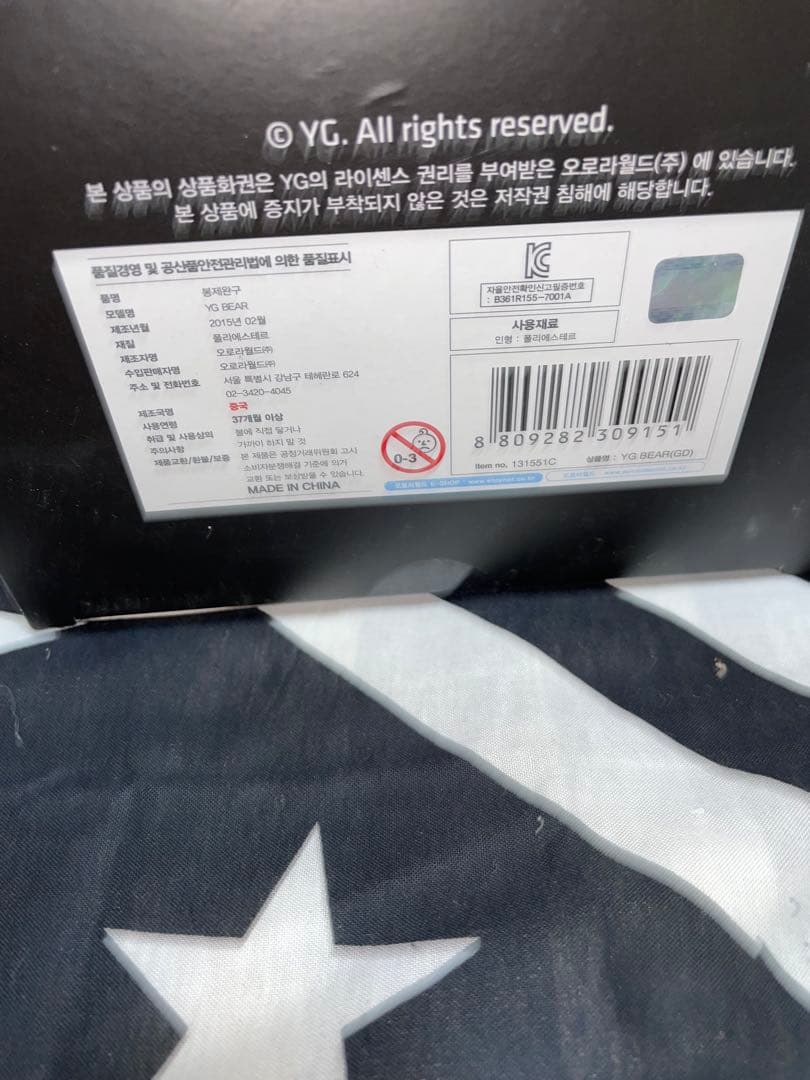 © YG. All rights reserved.
본 상품의 상품화권은 YG의 라이센스 권리를 부여받은 오로라월드(주) 에 있습니다.
본 상품에 증지가 부착되지 않은 것은 저작권 침해에 해당합니다.
품질경영 및 공산품안전관리법에 의한 품질표시
품명 봉제완구
모델명 YG BEAR
제조년월 2015년 02월
재질 폴리에스테르
제조자명 오로라월드㈜
수입판매자명 오로라월드㈜
주소 및 전화번호 서울 특별시 강남구 테헤란로 624
02-3420-4045
제조국명 중국
사용연령 37개월 이상
취급 및 사용상의 불에 직접 닿거나
주의사항 가까이 하지 말 것
제품교환/환불/보증 본 제품은 공정거래위원회 고시
소비자분쟁해결 기준에 의거
교환 또는 보상받을 수 있습니다.
MADE IN CHINA
0-3
KC
자율안전확인신고필증번호
: B361R155-7001A
사용재료
인형 : 폴리에스테르
8 809282 309151
Item no. 131551C 상품명 : YG BEAR(GD)
오로라월드 E-SHOP
오로라월드